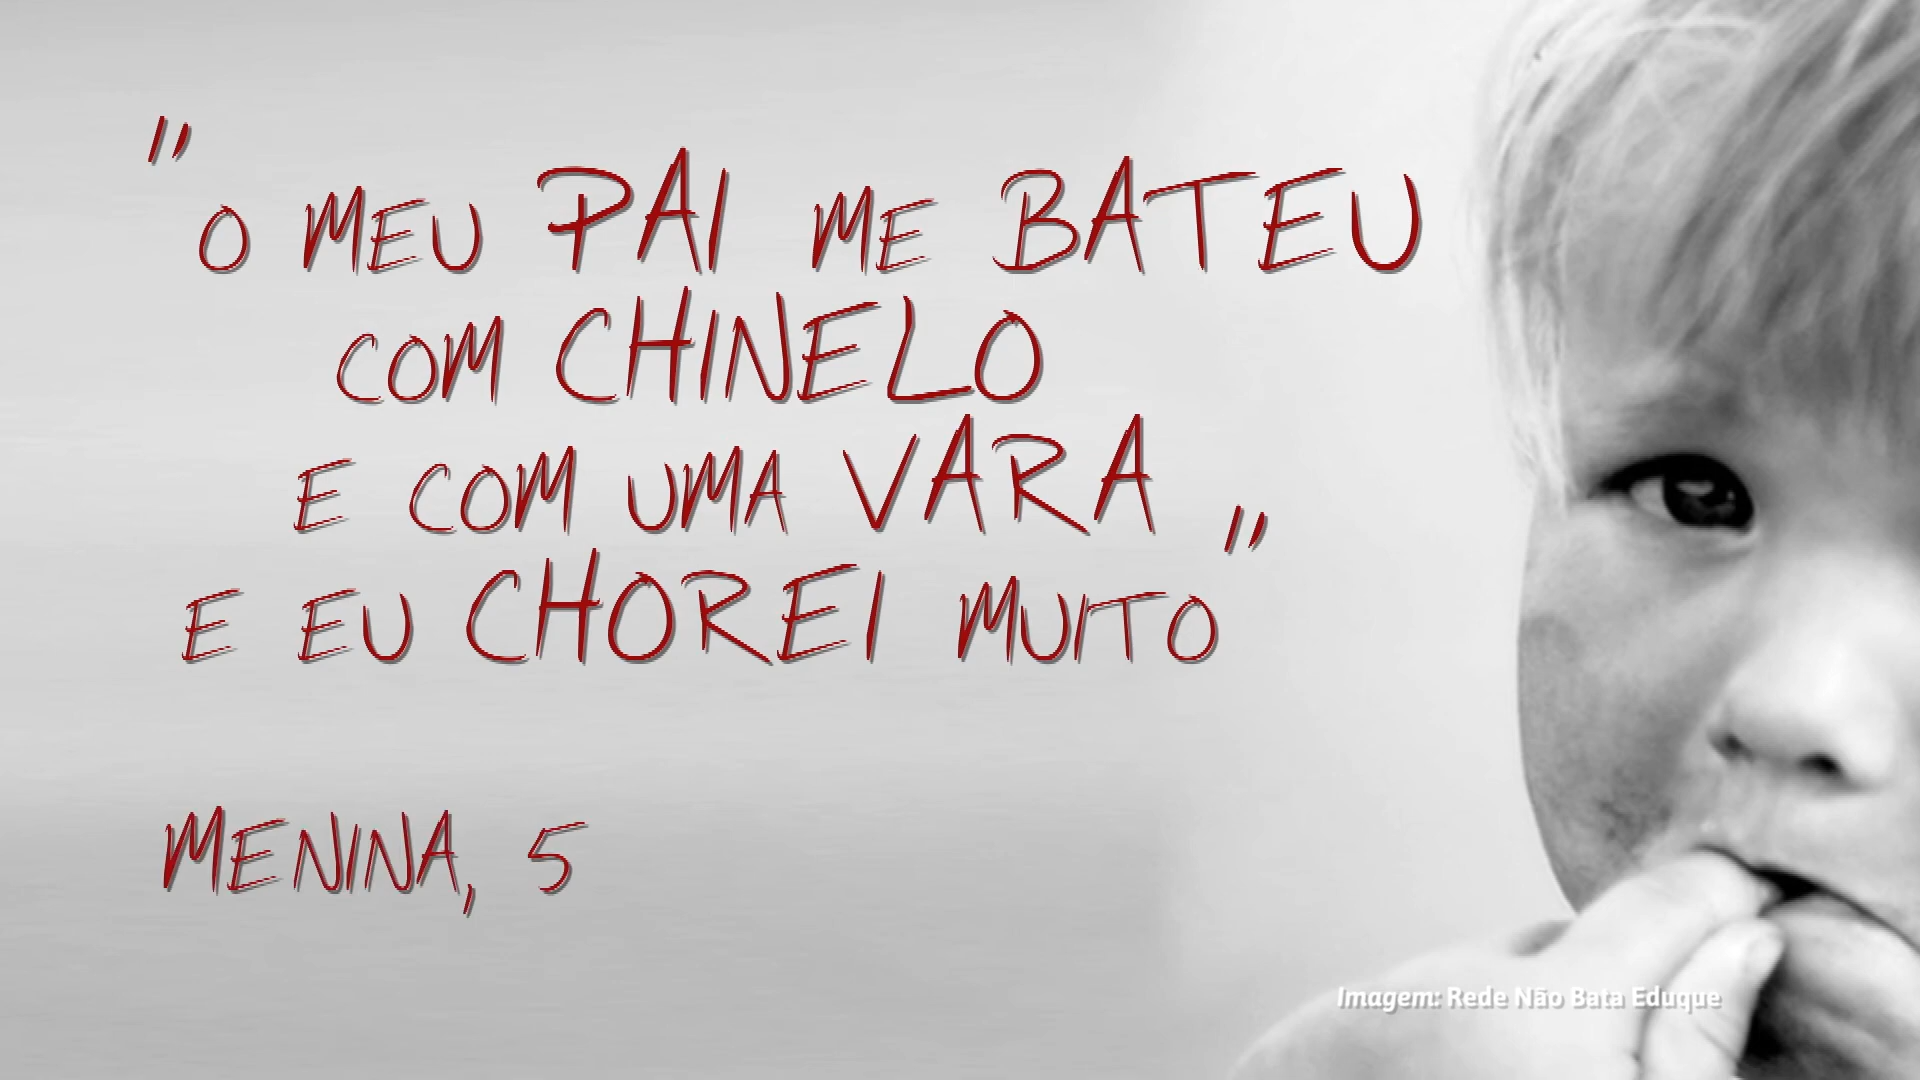 "O MEU PAI ME BATEU
COM CHINELO
E COM UMA VARA
E EU CHOREI MUITO"
MENINA, 5
Imagem: Rede Não Bata Eduque